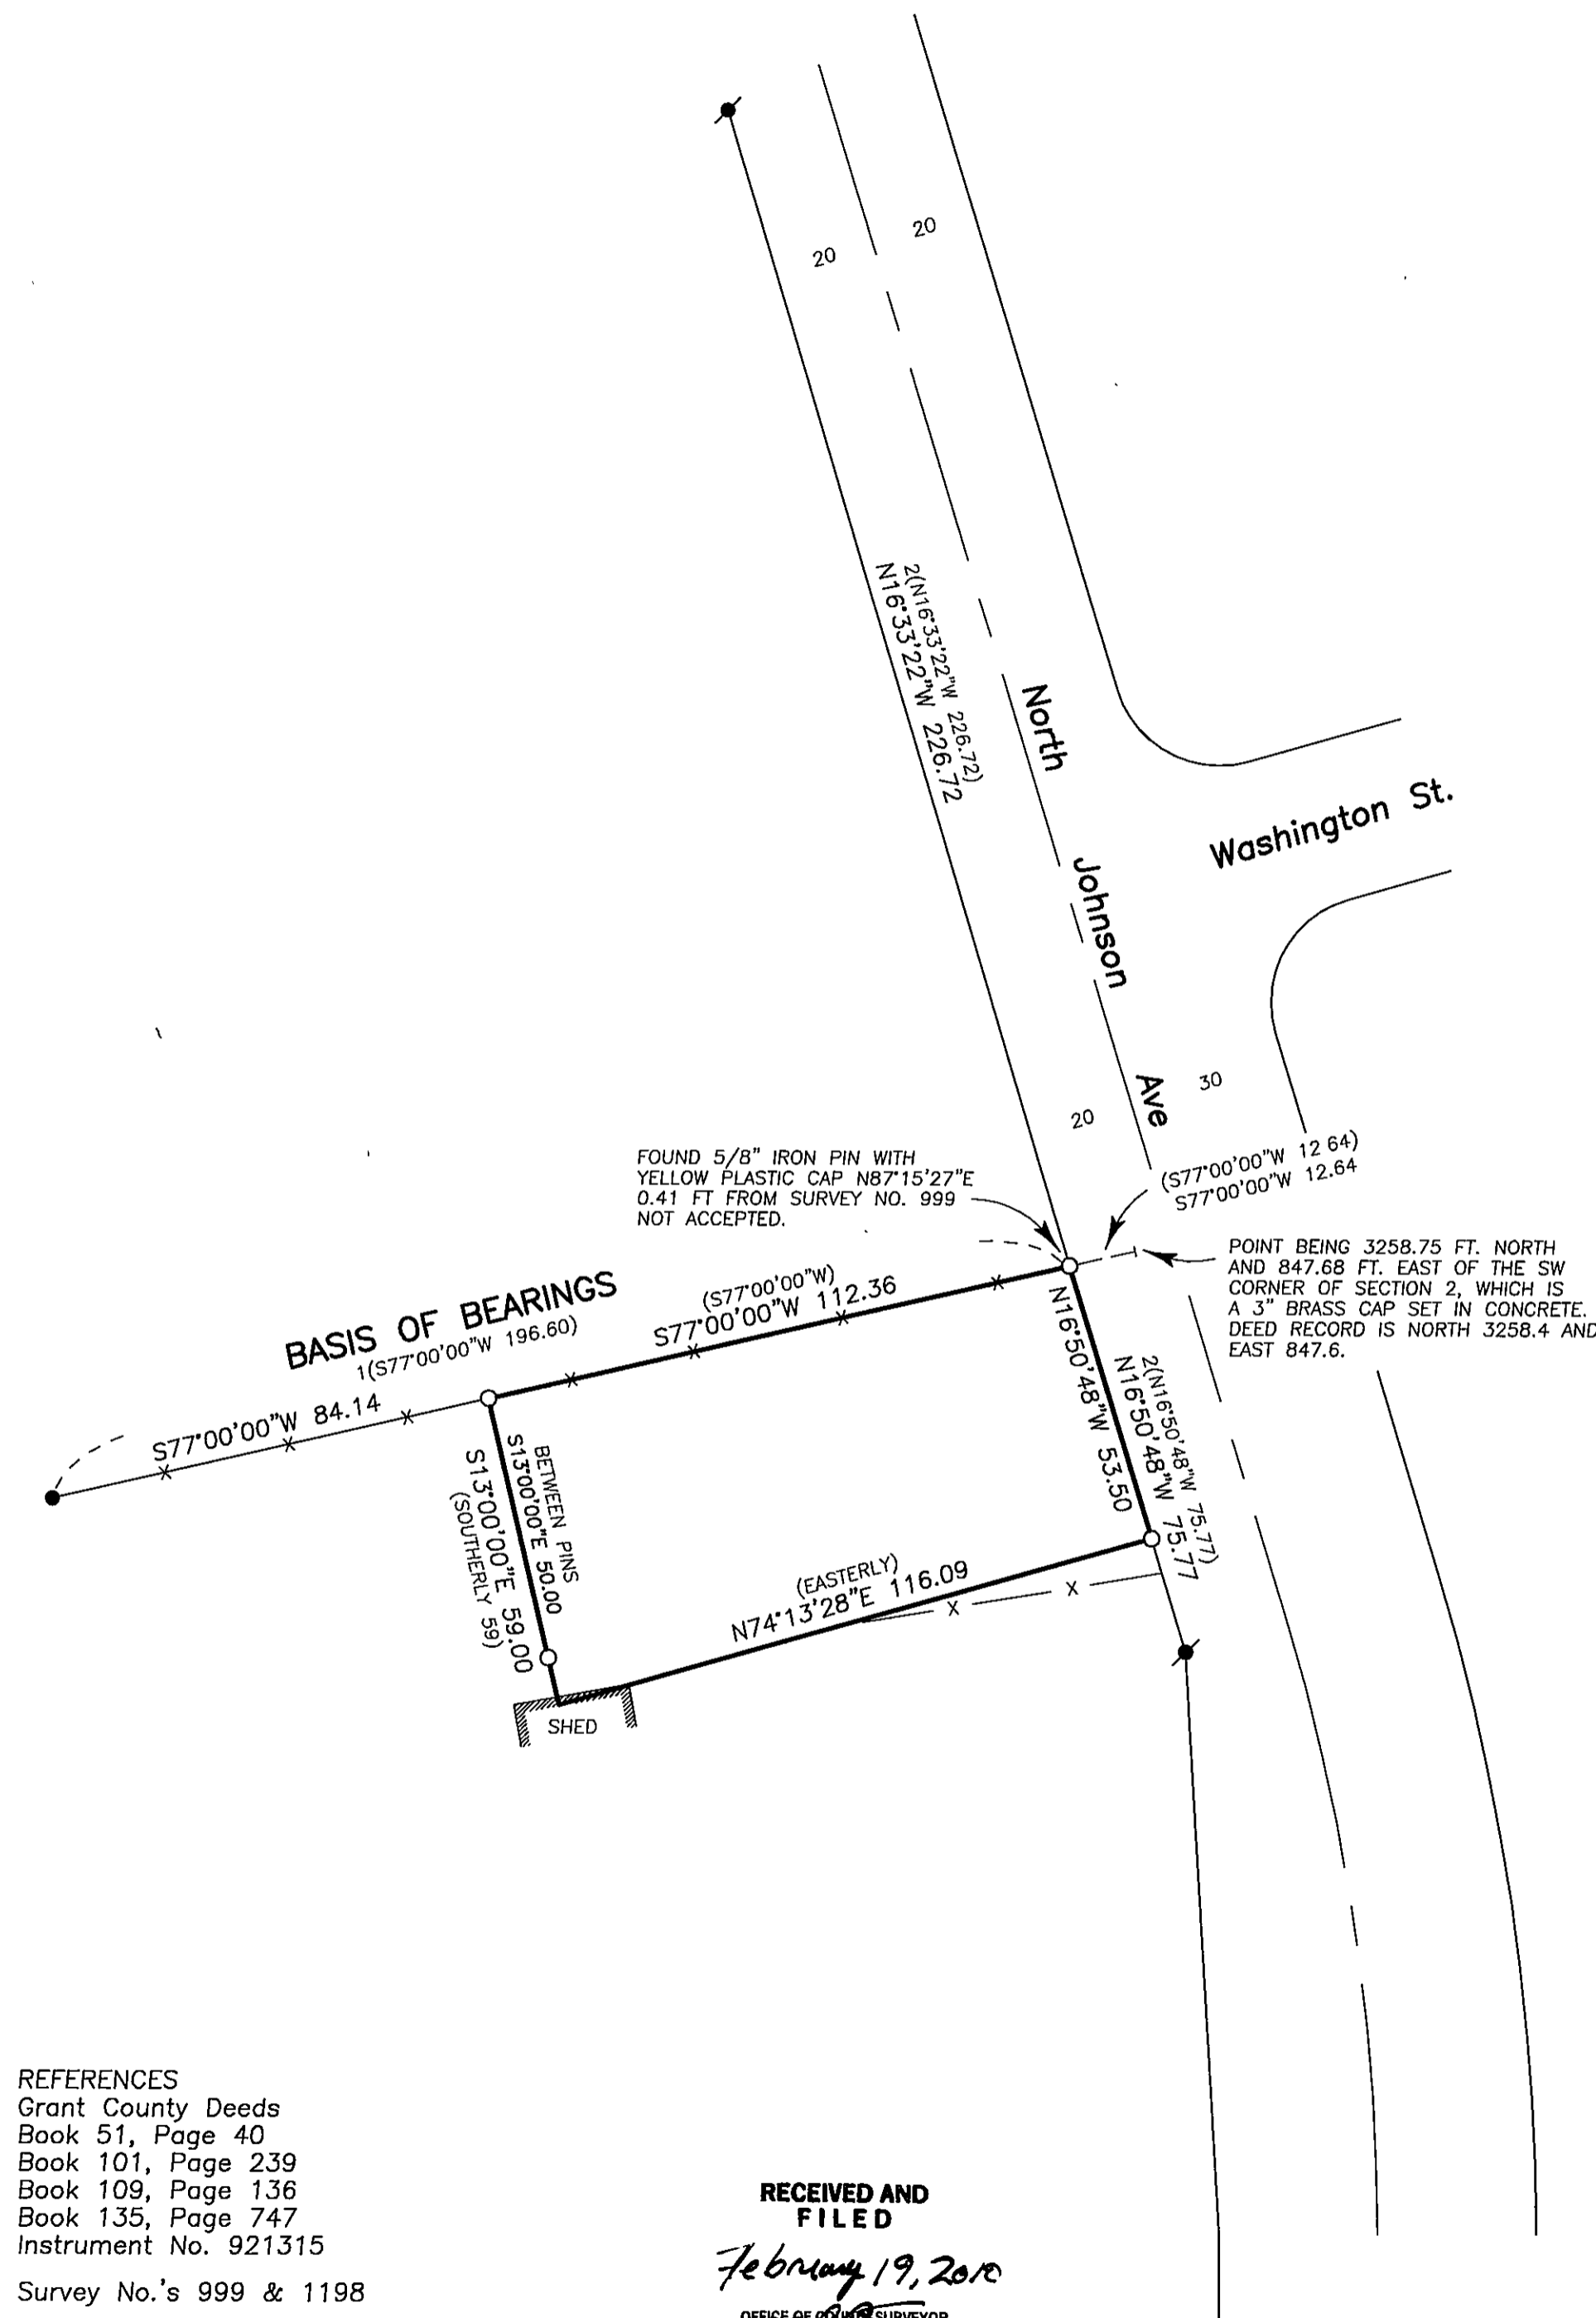 20
20
2(N16°33'22"W 226.72)
N16°33'22"W 226.72
North
Johnson
Ave
Washington St.
20
30
FOUND 5/8" IRON PIN WITH
YELLOW PLASTIC CAP N87°15'27"E
0.41 FT FROM SURVEY NO. 999
NOT ACCEPTED.
(S77°00'00"W 12 64)
S77°00'00"W 12.64
POINT BEING 3258.75 FT. NORTH
AND 847.68 FT. EAST OF THE SW
CORNER OF SECTION 2, WHICH IS
A 3" BRASS CAP SET IN CONCRETE.
DEED RECORD IS NORTH 3258.4 AND
EAST 847.6.
BASIS OF BEARINGS
1(S77°00'00"W 196.60)
(S77°00'00"W)
S77°00'00"W 112.36
S77°00'00"W 84.14
N16°50'48"W 53.50
2(N16°50'48"W 75.77)
N16°50'48"W 75.77
BETWEEN PINS
S13°00'00"E 50.00
S13°00'00"E 59.00
(SOUTHERLY 59)
(EASTERLY)
N74°13'28"E 116.09
SHED
REFERENCES
Grant County Deeds
Book 51, Page 40
Book 101, Page 239
Book 109, Page 136
Book 135, Page 747
Instrument No. 921315
Survey No.'s 999 & 1198
RECEIVED AND
FILED
February 19, 2010
OFFICE OF COUNTY SURVEYOR